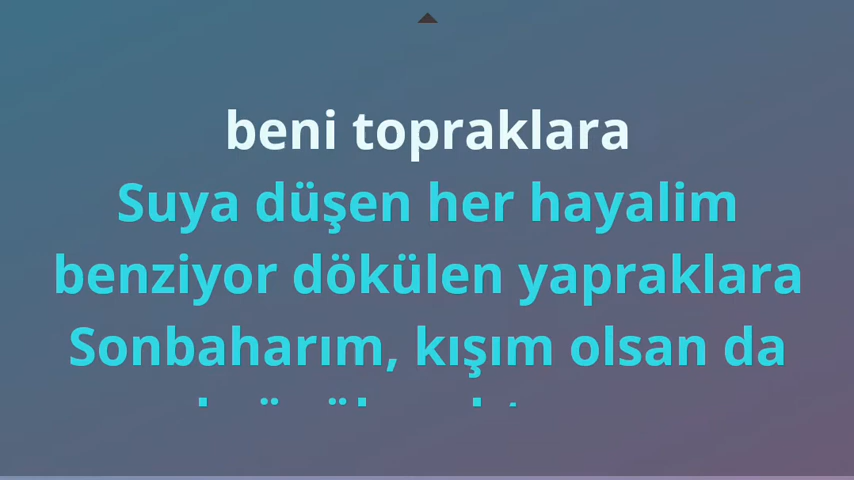 beni topraklara
Suya düşen her hayalim
benziyor dökülen yapraklara
Sonbaharım, kışım olsan da